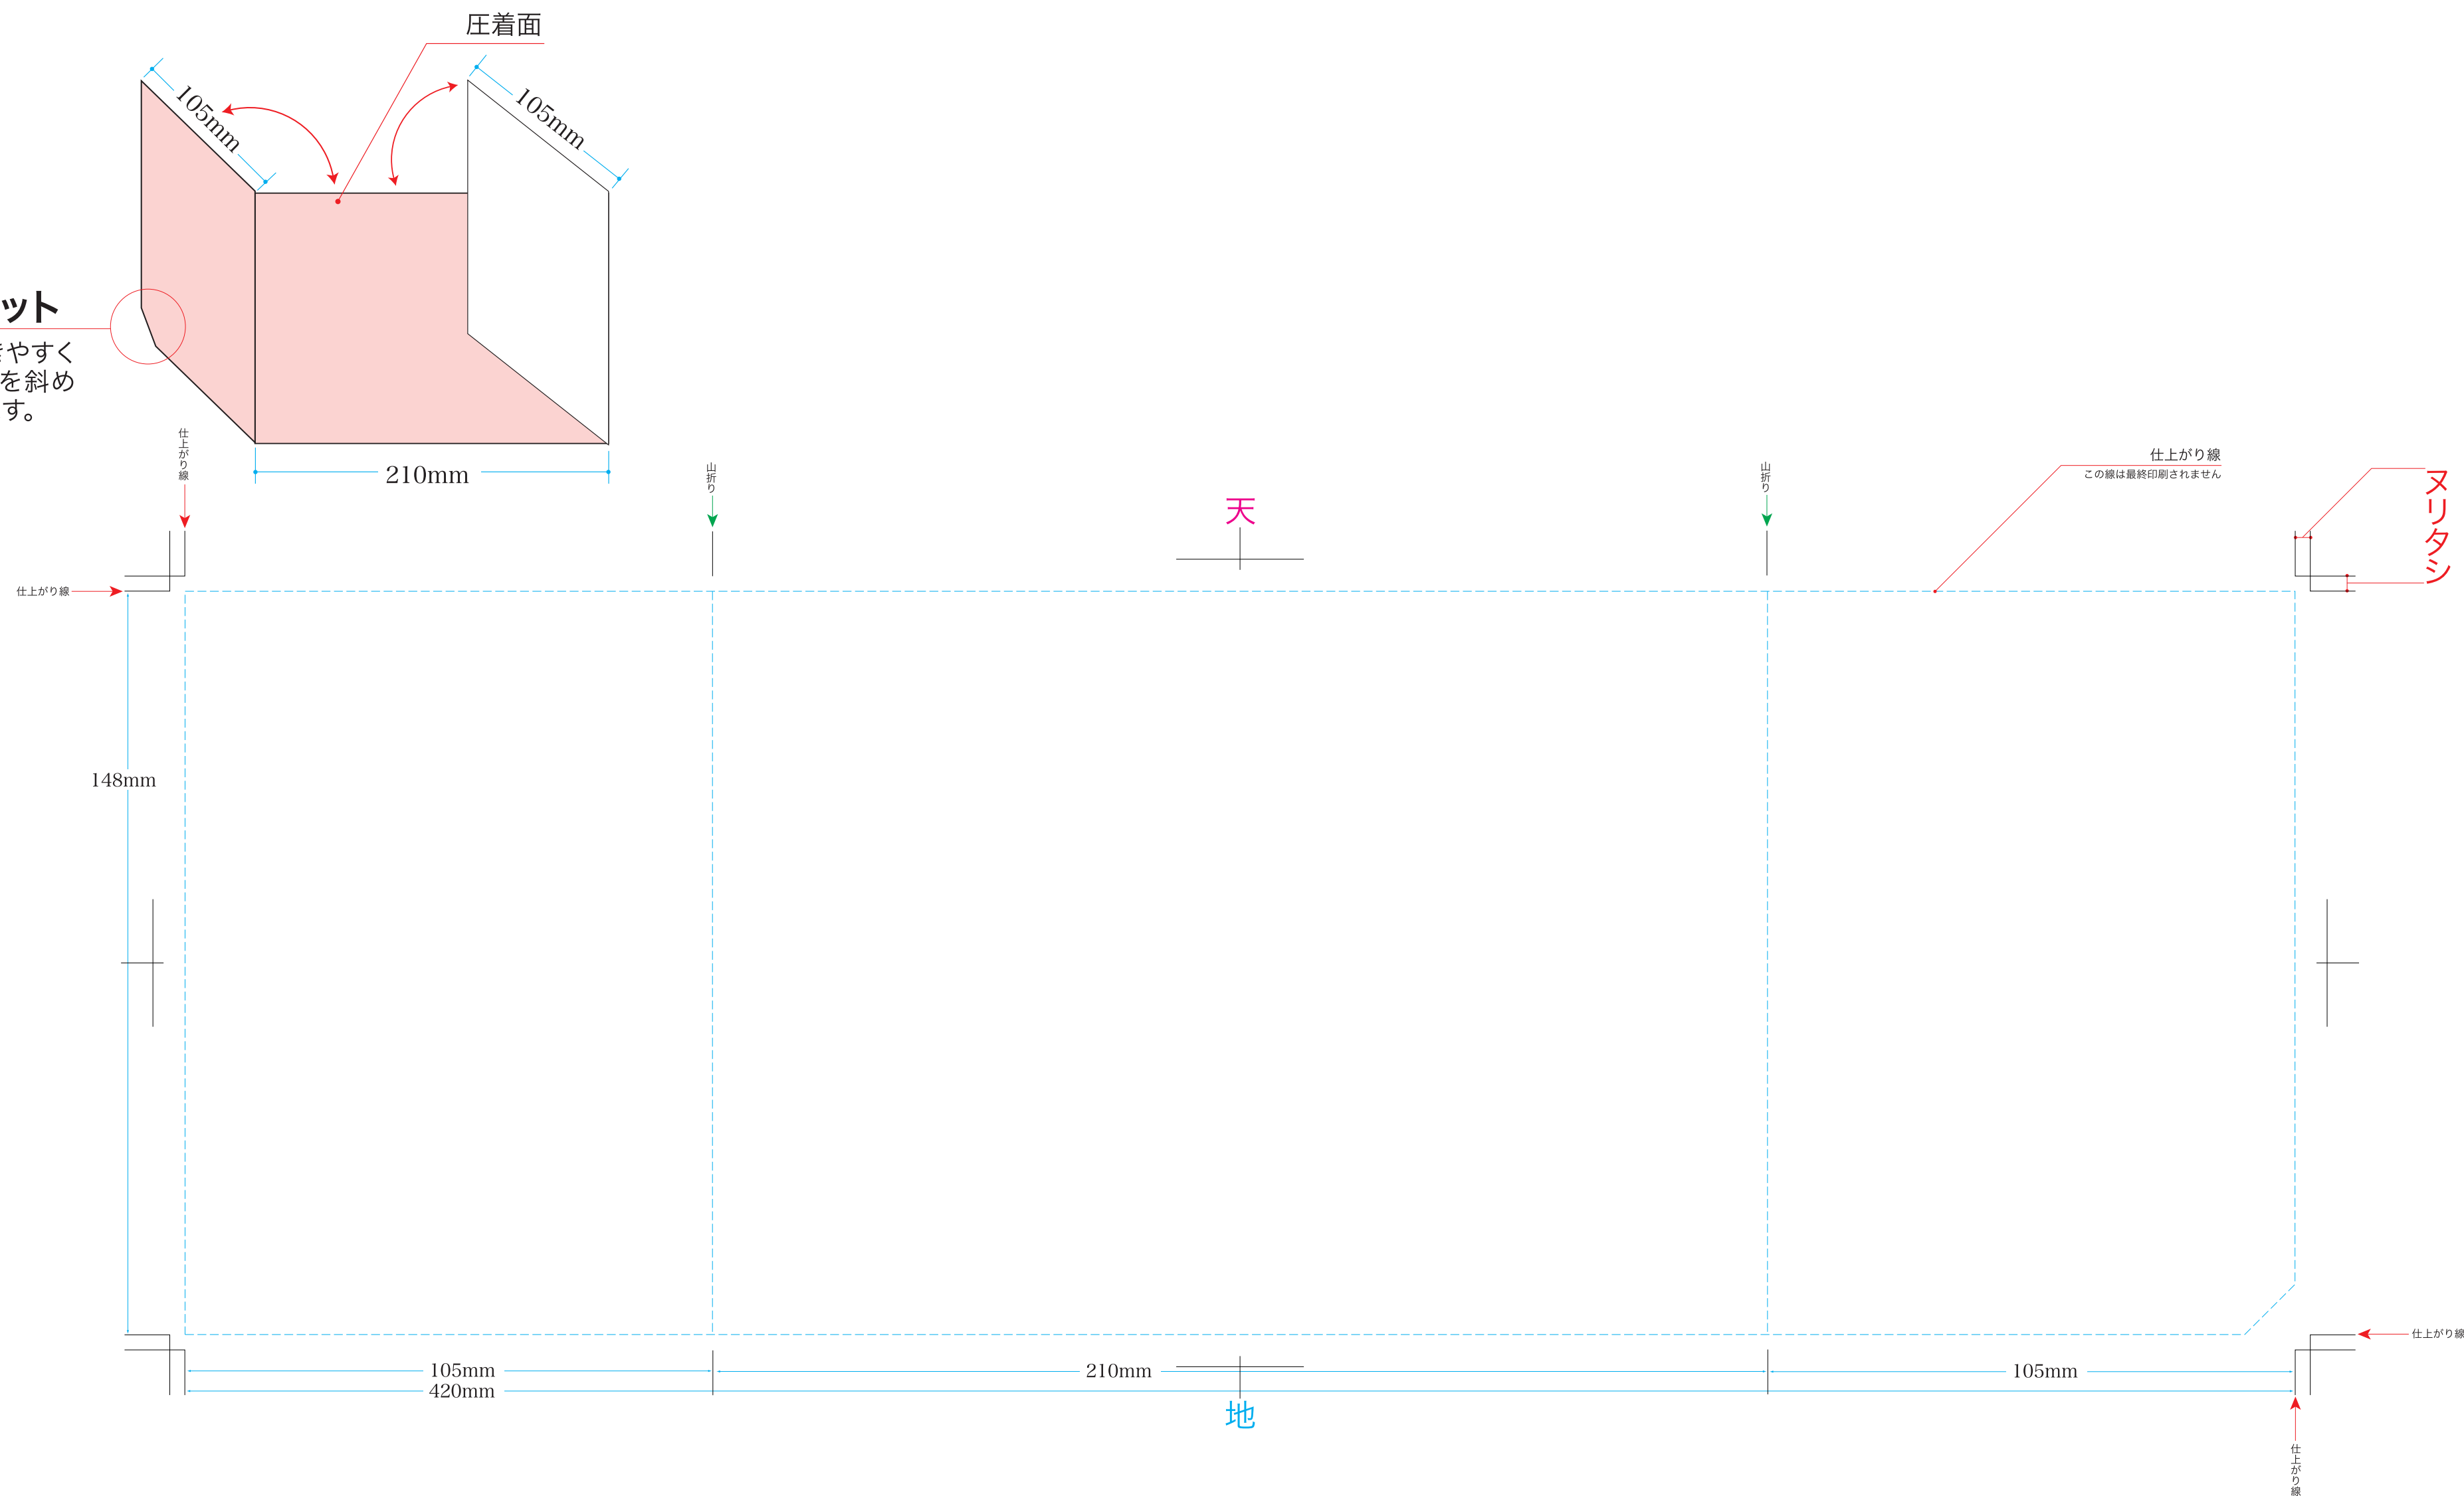 圧着面
105mm
105mm
ット
やすく
を斜め
す。
210mm
仕上がり線
山折り
天
山折り
仕上がり線
この線は最終印刷されません
ヌリタシ
仕上がり線
148mm
仕上がり線
105mm
210mm
105mm
420mm
地
仕上がり線